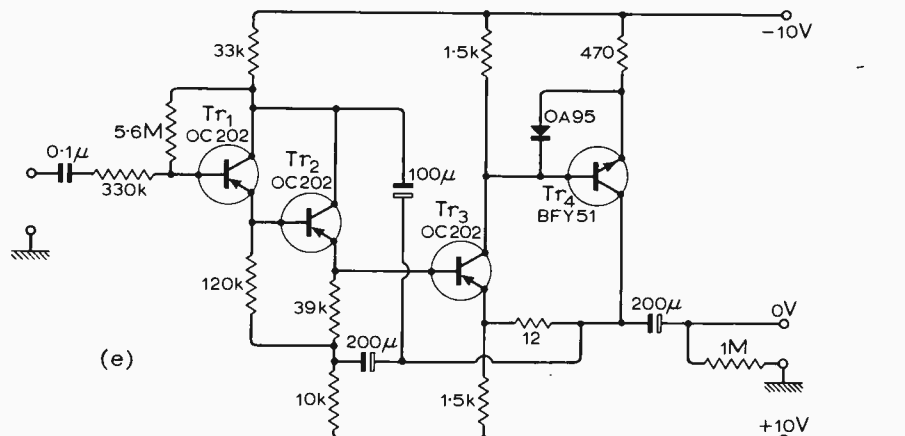 33k
1.5k
470
-10V
Tr1
OC202
OA95
5.6M
0.1μ
330k
Tr2
OC202
100μ
Tr3
OC202
Tr4
BFY51
120k
39k
200μ
200μ
0V
12
1M
(e)
10k
1.5k
+10V